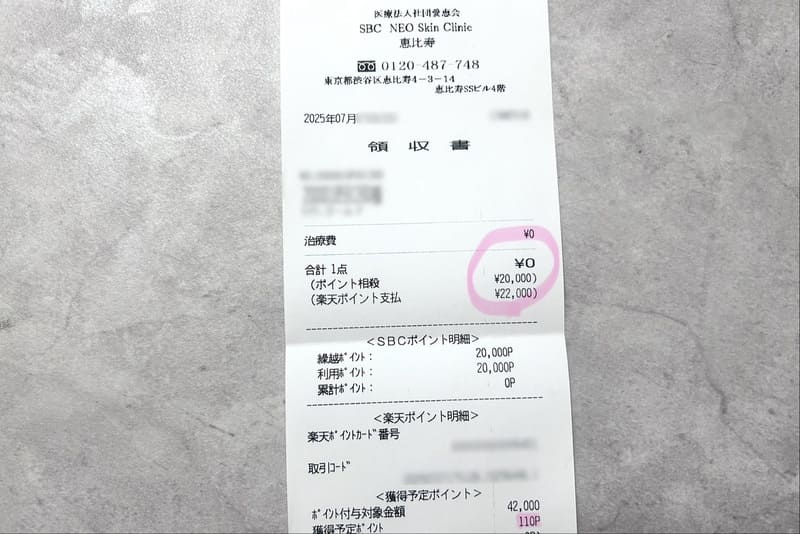 医療法人社団愛恵会
SBC NEO Skin Clinic
恵比寿
0120-487-748
東京都渋谷区恵比寿4-3-14
恵比寿SSビル4階
2025年07月
領 収 書
治療費 ¥0
合計 1点 ¥0
(ポイント相殺 ¥20,000)
(楽天ポイント支払 ¥22,000)
<SBCポイント明細>
繰越ポイント: 20,000P
利用ポイント: 20,000P
累計ポイント: 0P
<楽天ポイント明細>
楽天ポイントカード番号
取引コード
<獲得予定ポイント>
ポイント付与対象金額 42,000
獲得予定ポイント 110P